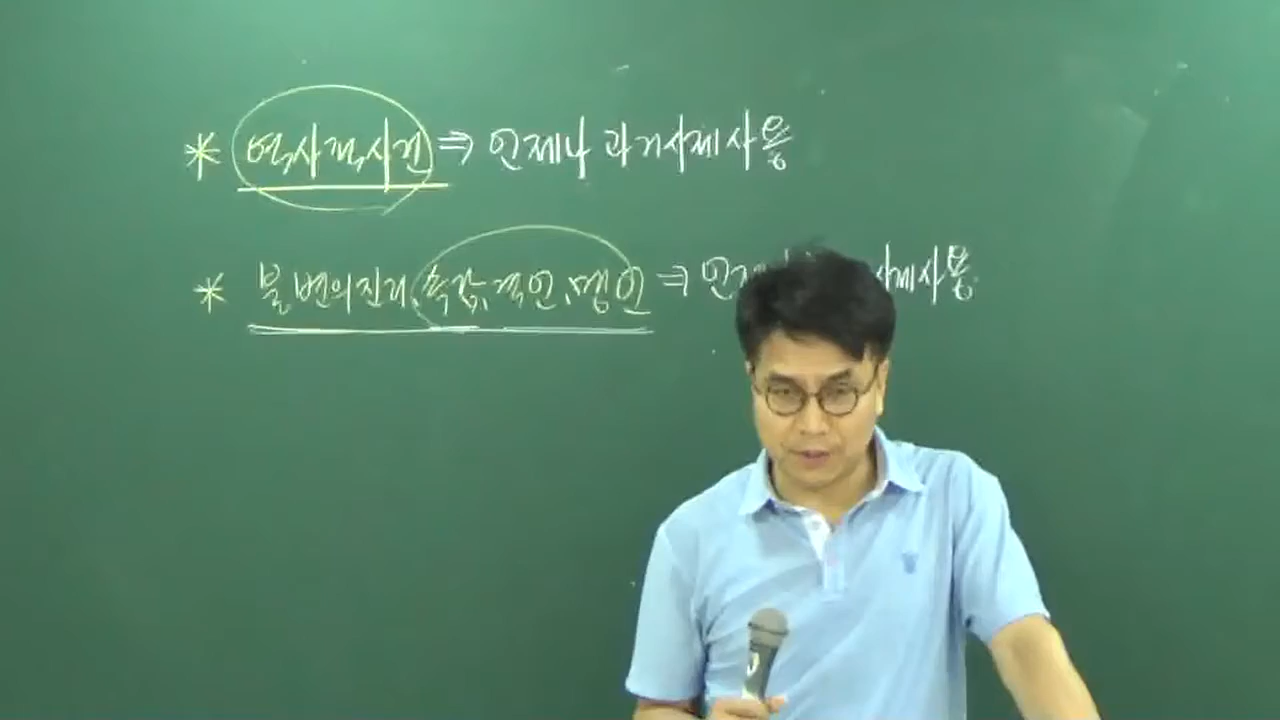 * 역사적사건 ⇒ 언제나 과거시제 사용
* 불변의 진리, 속담, 격언, 명언 ⇒ 언제 시제 사용